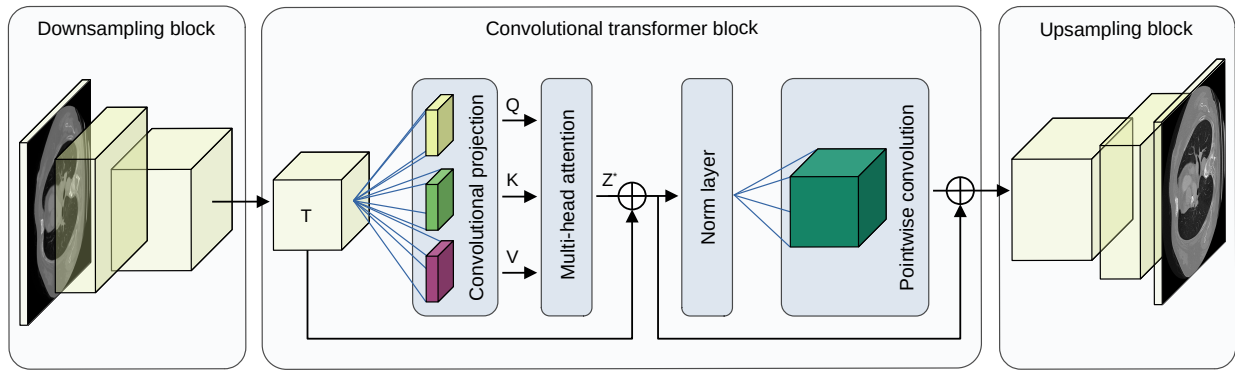 Downsampling block
Convolutional transformer block
Upsampling block
T
Convolutional projection
Q
K
V
Multi-head attention
Z*
Norm layer
Pointwise convolution